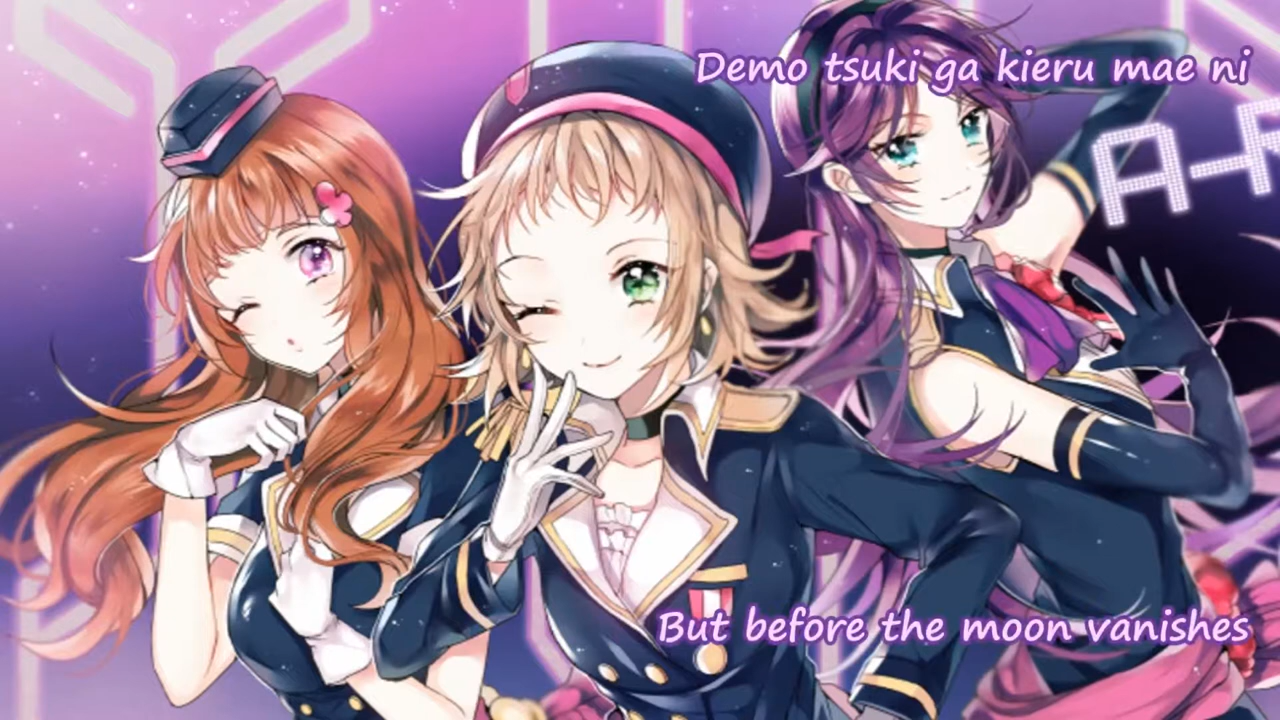 Demo tsuki ga kieru mae ni
A-R
But before the moon vanishes